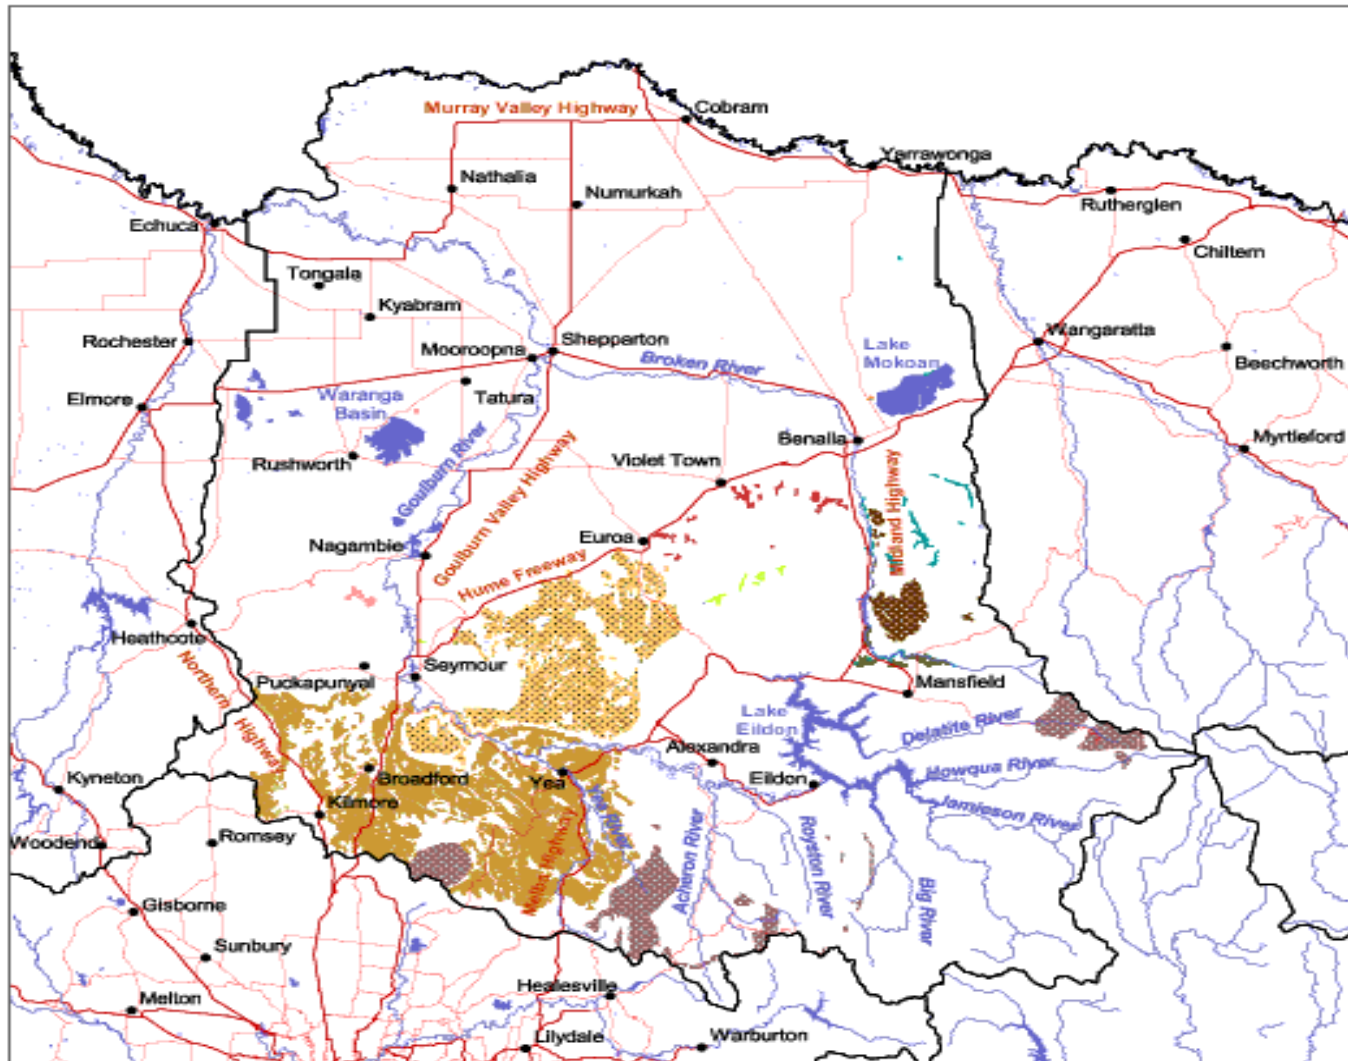 Murray Valley Highway
Cobram
Yarrawonga
Nathalia
Numurkah
Rutherglen
Echuca
Chiltern
Tongala
Kyabram
Rochester
Mooroopna
Shepparton
Broken River
Lake
Mokoan
Wangaratta
Beechworth
Elmore
Waranga
Basin
Tatura
Benalla
Myrtleford
Rushworth
Goulburn River
Goulburn Valley Highway
Violet Town
Midland Highway
Nagambie
Euroa
Hume Freeway
Heathcote
Northern Highway
Puckapunyal
Seymour
Mansfield
Lake
Eildon
Delatite River
Alexandra
Kyneton
Broadford
Yea
Eildon
Howqua River
Kilmore
Yea River
Jamieson River
Woodend
Romsey
Melba Highway
Acheron River
Royston River
Big River
Gisborne
Sunbury
Melton
Healesville
Lilydale
Warburton